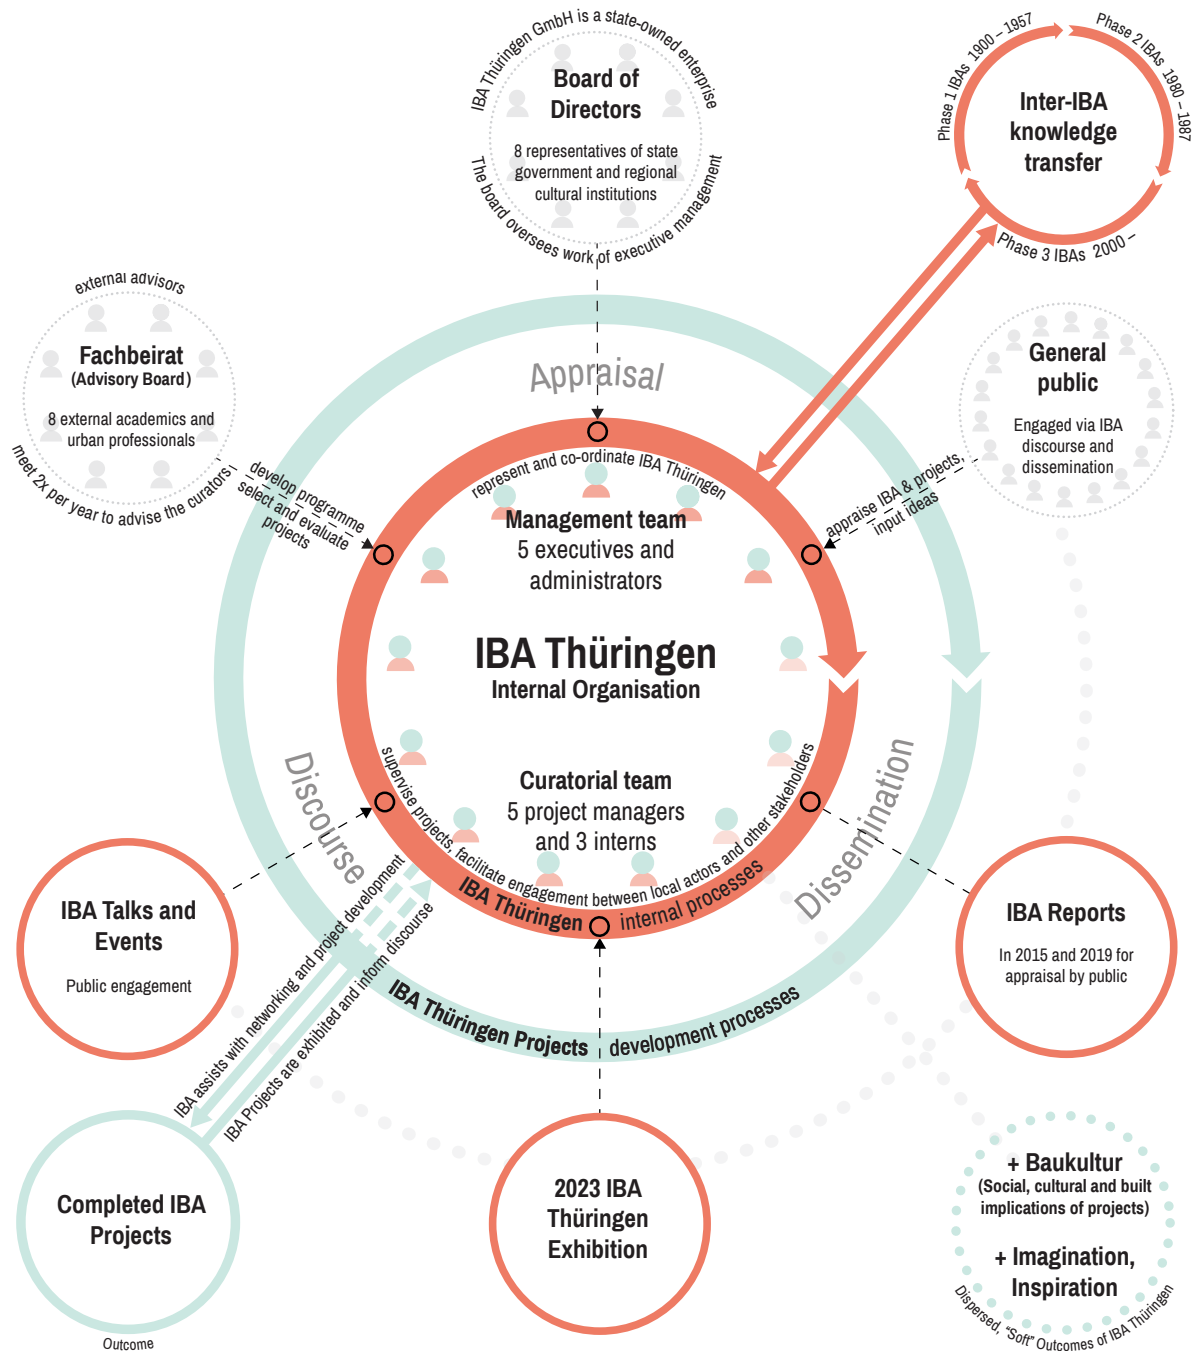 IBA Thüringen GmbH is a state-owned enterprise
Board of
Directors
8 representatives of state
government and regional
cultural institutions
The board oversees work of executive management
Phase 1 IBAs 1900 – 1957
Phase 2 IBAs 1980 – 1987
Inter-IBA
knowledge
transfer
Phase 3 IBAs 2000 –
external advisors
Fachbeirat
(Advisory Board)
8 external academics and
urban professionals
meet 2x per year to advise the curators
develop programme
select and evaluate
projects
Appraisal
General
public
Engaged via IBA
discourse and
dissemination
appraise IBA & projects,
input ideas
represent and co-ordinate IBA Thüringen
Management team
5 executives and
administrators
IBA Thüringen
Internal Organisation
Curatorial team
5 project managers
and 3 interns
supervise projects, facilitate engagement between local actors and other stakeholders
IBA Thüringen internal processes
Discourse
Dissemination
IBA Thüringen Projects development processes
IBA Talks and
Events
Public engagement
IBA assists with networking and project development
IBA Projects are exhibited and inform discourse
IBA Reports
In 2015 and 2019 for
appraisal by public
Completed IBA
Projects
Outcome
2023 IBA
Thüringen
Exhibition
+ Baukultur
(Social, cultural and built
implications of projects)
+ Imagination,
Inspiration
Dispersed, "Soft" Outcomes of IBA Thüringen